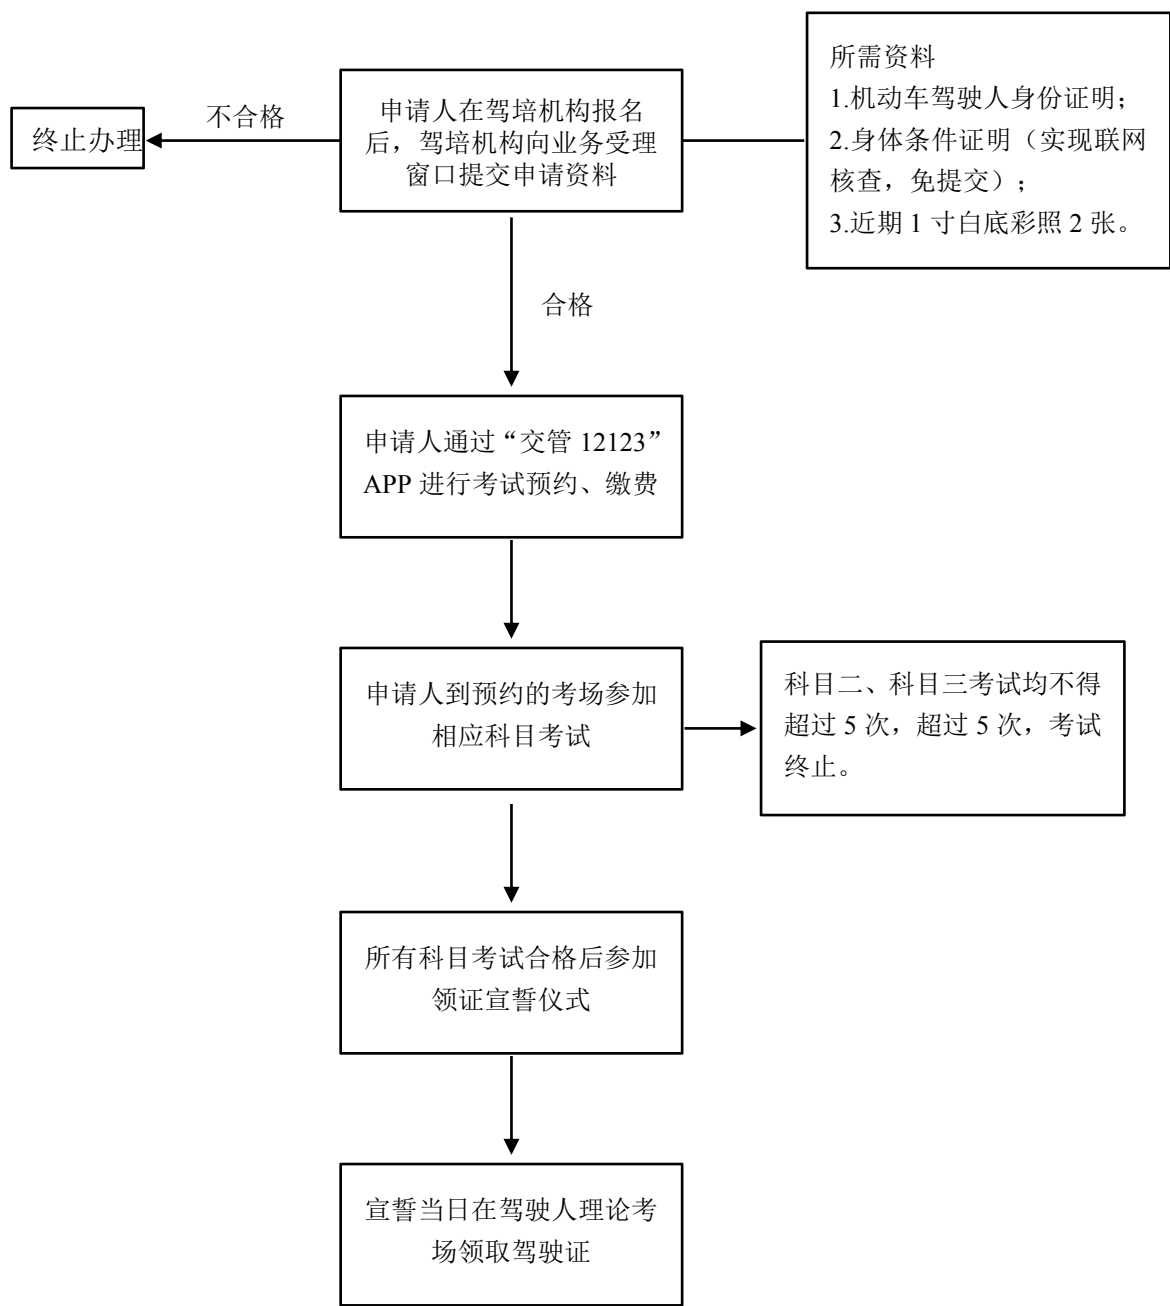 所需资料
1.机动车驾驶人身份证明；
2.身体条件证明（实现联网
核查，免提交）；
3.近期 1 寸白底彩照 2 张。
申请人在驾培机构报名
后，驾培机构向业务受理
窗口提交申请资料
不合格
终止办理
合格
申请人通过“交管 12123”
APP 进行考试预约、缴费
申请人到预约的考场参加
相应科目考试
科目二、科目三考试均不得
超过 5 次，超过 5 次，考试
终止。
所有科目考试合格后参加
领证宣誓仪式
宣誓当日在驾驶人理论考
场领取驾驶证